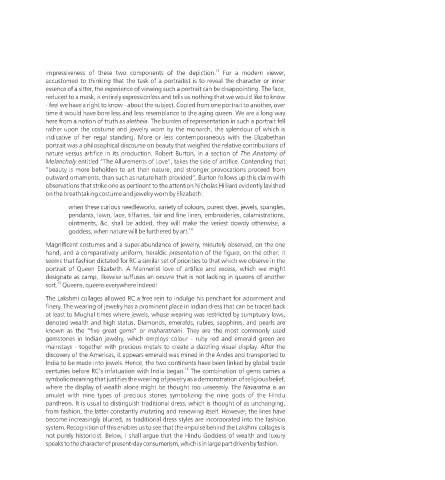 impressiveness of these two components of the depiction.¹³ For a modern viewer,
accustomed to thinking that the task of a portraitist is to reveal the character or inner
essence of a sitter, the experience of viewing such a portrait can be disappointing. The face,
reduced to a mask, is entirely expressionless and tells us nothing that we would like to know
- feel we have a right to know - about the subject. Copied from one portrait to another, over
time it would have bore less and less resemblance to the aging queen. We are a long way
here from a notion of truth as aletheia. The burden of representation in such a portrait fell
rather upon the costume and jewelry worn by the monarch, the splendour of which is
indicative of her regal standing. More or less contemporaneous with the Elizabethan
portrait was a philosophical discourse on beauty that weighed the relative contributions of
nature versus artifice in its production. Robert Burton, in a section of The Anatomy of
Melancholy entitled "The Allurements of Love", takes the side of artifice. Contending that
"beauty is more beholden to art than nature, and stronger provocations proceed from
outward ornaments, than such as nature hath provided", Burton follows up this claim with
observations that strike one as pertinent to the attention Nicholas Hilliard evidently lavished
on the breathtaking costume and jewelry worn by Elizabeth:
when these curious needleworks, variety of colours, purest dyes, jewels, spangles,
pendants, lawn, lace, tiffanies, fair and fine linen, embroideries, calamistrations,
ointments, &c. shall be added, they will make the veriest dowdy otherwise, a
goddess, when nature will be furthered by art.
Magnificent costumes and a super-abundance of jewelry, minutely observed, on the one
hand, and a comparatively uniform, heraldic presentation of the figure, on the other: it
seems that fashion dictated for RC a similar set of priorities to that which we observe in the
portrait of Queen Elizabeth. A Mannerist love of artifice and excess, which we might
designate as camp, likewise suffuses an oeuvre that is not lacking in queens of another
sort. Queens, queens everywhere indeed!
The Lakshmi collages allowed RC a free rein to indulge his penchant for adornment and
finery. The wearing of jewelry has a prominent place in Indian dress that can be traced back
at least to Mughal times where jewels, whose wearing was restricted by sumptuary laws,
denoted wealth and high status. Diamonds, emeralds, rubies, sapphires, and pearls are
known as the "five great gems" or maharatnani. They are the most commonly used
gemstones in Indian jewelry, which employs colour - ruby red and emerald green are
mainstays - together with precious metals to create a dazzling visual display. After the
discovery of the Americas, it appears emerald was mined in the Andes and transported to
India to be made into jewels. Hence, the two continents have been linked by global trade
centuries before RC's infatuation with India began. The combination of gems carries a
symbolic meaning that justifies the wearing of jewelry as a demonstration of religious belief,
where the display of wealth alone might be thought too unseemly. The Navaratna is an
amulet with nine types of precious stones symbolizing the nine gods of the Hindu
pantheon. It is usual to distinguish traditional dress, which is thought of as unchanging,
from fashion, the latter constantly mutating and renewing itself. However, the lines have
become increasingly blurred, as traditional dress styles are incorporated into the fashion
system. Recognition of this enables us to see that the impulse behind the Lakshmi collages is
not purely historicist. Below, I shall argue that the Hindu Goddess of wealth and luxury
speaks to the character of present-day consumerism, which is in large part driven by fashion.